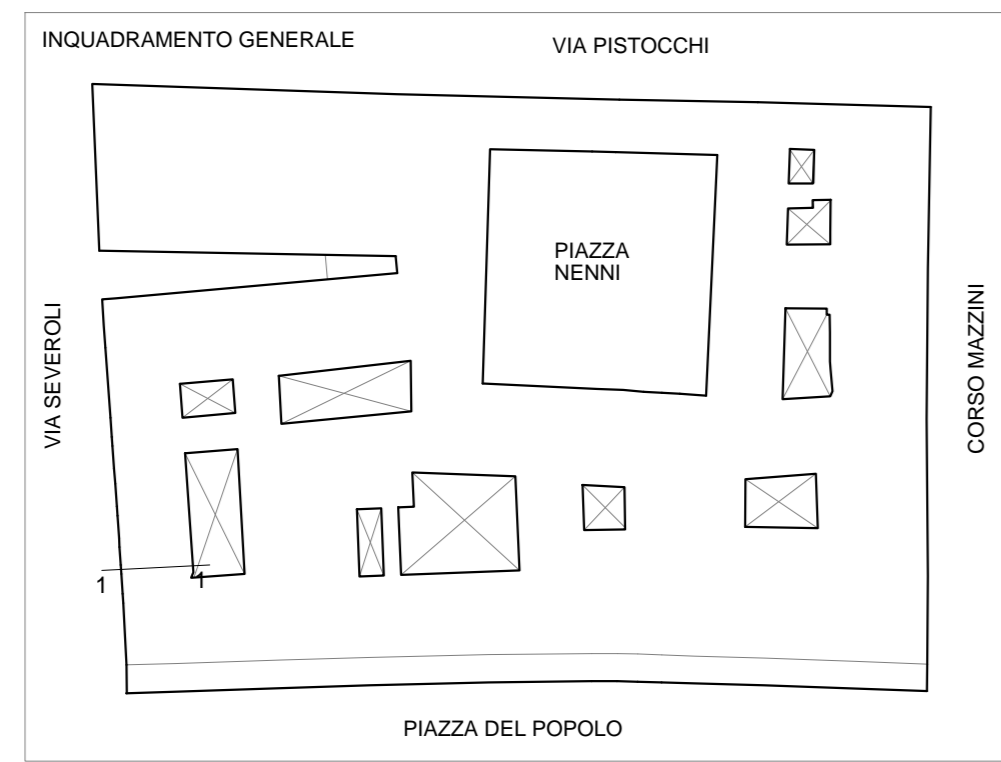 INQUADRAMENTO GENERALE
VIA PISTOCCHI
PIAZZA
NENNI
VIA SEVEROLI
CORSO MAZZINI
1
1
PIAZZA DEL POPOLO